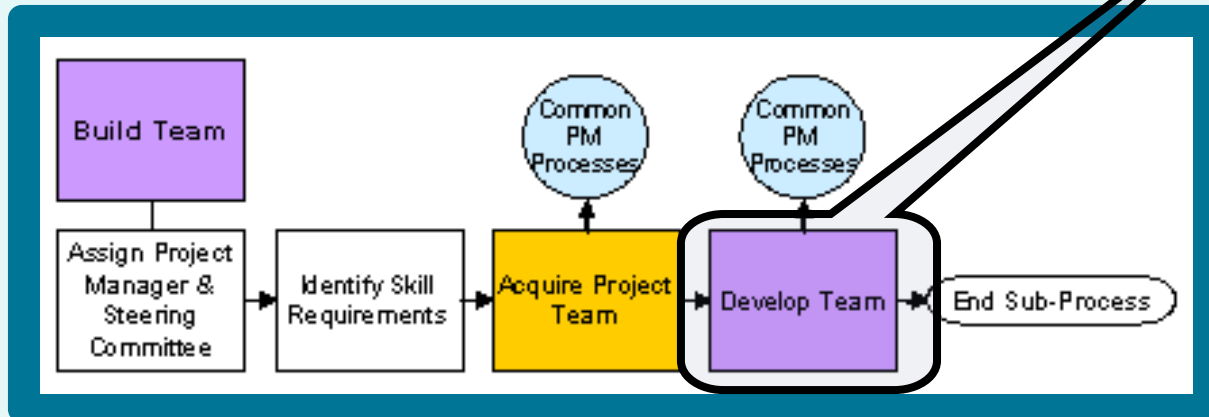 Build Team
Common
PM
Processes
Common
PM
Processes
Assign Project
Manager &
Steering
Committee
Identify Skill
Requirements
Acquire Project
Team
Develop Team
End Sub-Process